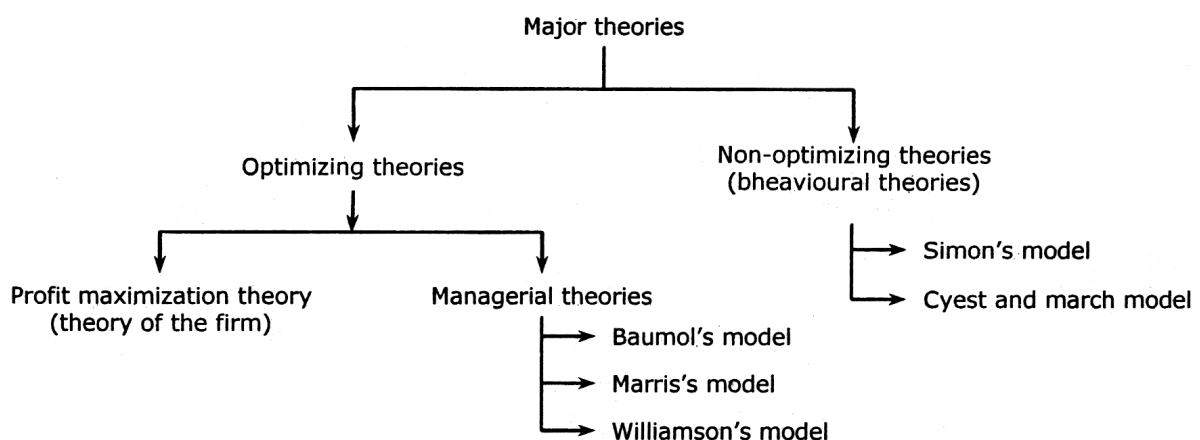 Major theories
Optimizing theories
Non-optimizing theories
(bheavioural theories)
Profit maximization theory
(theory of the firm)
Managerial theories
Baumol's model
Marris's model
Williamson's model
Simon's model
Cyest and march model